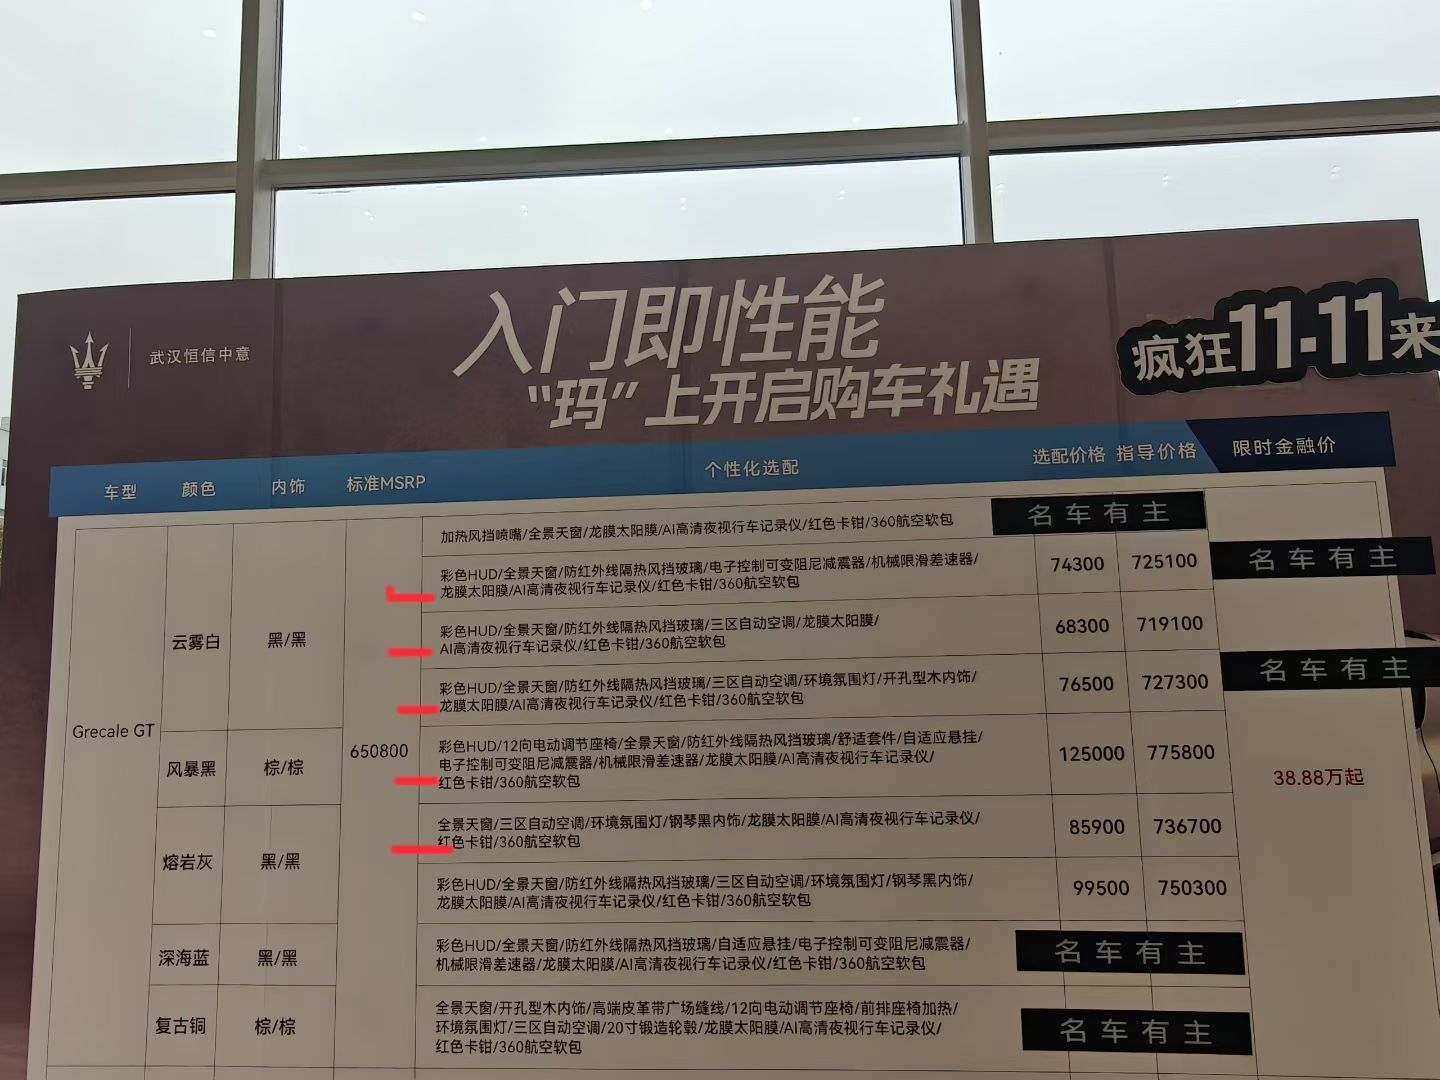 武汉恒信中意
入门即性能
“玛”上开启购车礼遇
疯狂11·11来
车型 颜色 内饰 标准MSRP 个性化选配 选配价格 指导价格 限时金融价
加热风挡喷嘴/全景天窗/龙膜太阳膜/AI高清夜视行车记录仪/红色卡钳/360航空软包
名车有主
彩色HUD/全景天窗/防红外线隔热风挡玻璃/电子控制可变阻尼减震器/机械限滑差速器/
龙膜太阳膜/AI高清夜视行车记录仪/红色卡钳/360航空软包
74300 725100
名车有主
云雾白 黑/黑
彩色HUD/全景天窗/防红外线隔热风挡玻璃/三区自动空调/龙膜太阳膜/
AI高清夜视行车记录仪/红色卡钳/360航空软包
68300 719100
彩色HUD/全景天窗/防红外线隔热风挡玻璃/三区自动空调/环境氛围灯/开孔型木内饰/
龙膜太阳膜/AI高清夜视行车记录仪/红色卡钳/360航空软包
76500 727300
名车有主
Grecale GT
650800
风暴黑 棕/棕
彩色HUD/12向电动调节座椅/全景天窗/防红外线隔热风挡玻璃/舒适套件/自适应悬挂/
电子控制可变阻尼减震器/机械限滑差速器/龙膜太阳膜/AI高清夜视行车记录仪/
红色卡钳/360航空软包
125000 775800
38.88万起
熔岩灰 黑/黑
全景天窗/三区自动空调/环境氛围灯/钢琴黑内饰/龙膜太阳膜/AI高清夜视行车记录仪/
红色卡钳/360航空软包
85900 736700
彩色HUD/全景天窗/防红外线隔热风挡玻璃/三区自动空调/环境氛围灯/钢琴黑内饰/
龙膜太阳膜/AI高清夜视行车记录仪/红色卡钳/360航空软包
99500 750300
深海蓝 黑/黑
彩色HUD/全景天窗/防红外线隔热风挡玻璃/自适应悬挂/电子控制可变阻尼减震器/
机械限滑差速器/龙膜太阳膜/AI高清夜视行车记录仪/红色卡钳/360航空软包
名车有主
复古铜 棕/棕
全景天窗/开孔型木内饰/高端皮革带广场缝线/12向电动调节座椅/前排座椅加热/
环境氛围灯/三区自动空调/20寸锻造轮毂/龙膜太阳膜/AI高清夜视行车记录仪/
红色卡钳/360航空软包
名车有主